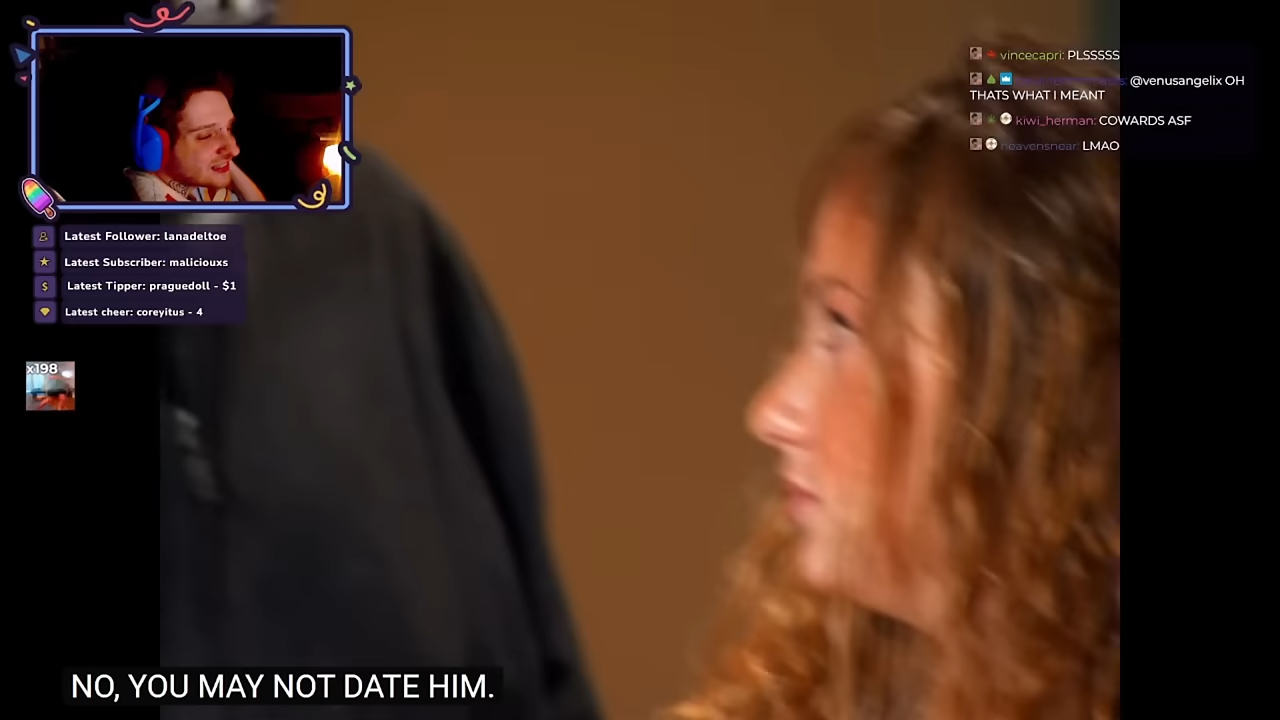 vincecapri: PLSSSSS
@venusangelix OH
THATS WHAT I MEANT
kiwi_herman: COWARDS ASF
heavensnear: LMAO
Latest Follower: lanadeltoe
Latest Subscriber: maliciouxs
Latest Tipper: praguedoll - $1
Latest cheer: coreyitus - 4
x198
NO, YOU MAY NOT DATE HIM.